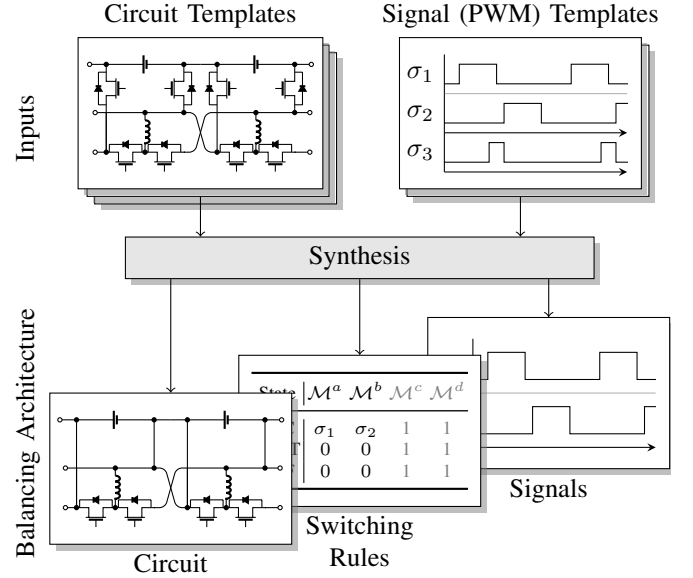 Circuit Templates
Signal (PWM) Templates
Inputs
σ₁
σ₂
σ₃
Synthesis
Balancing Architecture
State 𝓜ᵃ 𝓜ᵇ 𝓜ᶜ 𝓜ᵈ
σ₁ σ₂ 1 1
T 0 0 1 1
0 0 1 1
Signals
Switching
Rules
Circuit